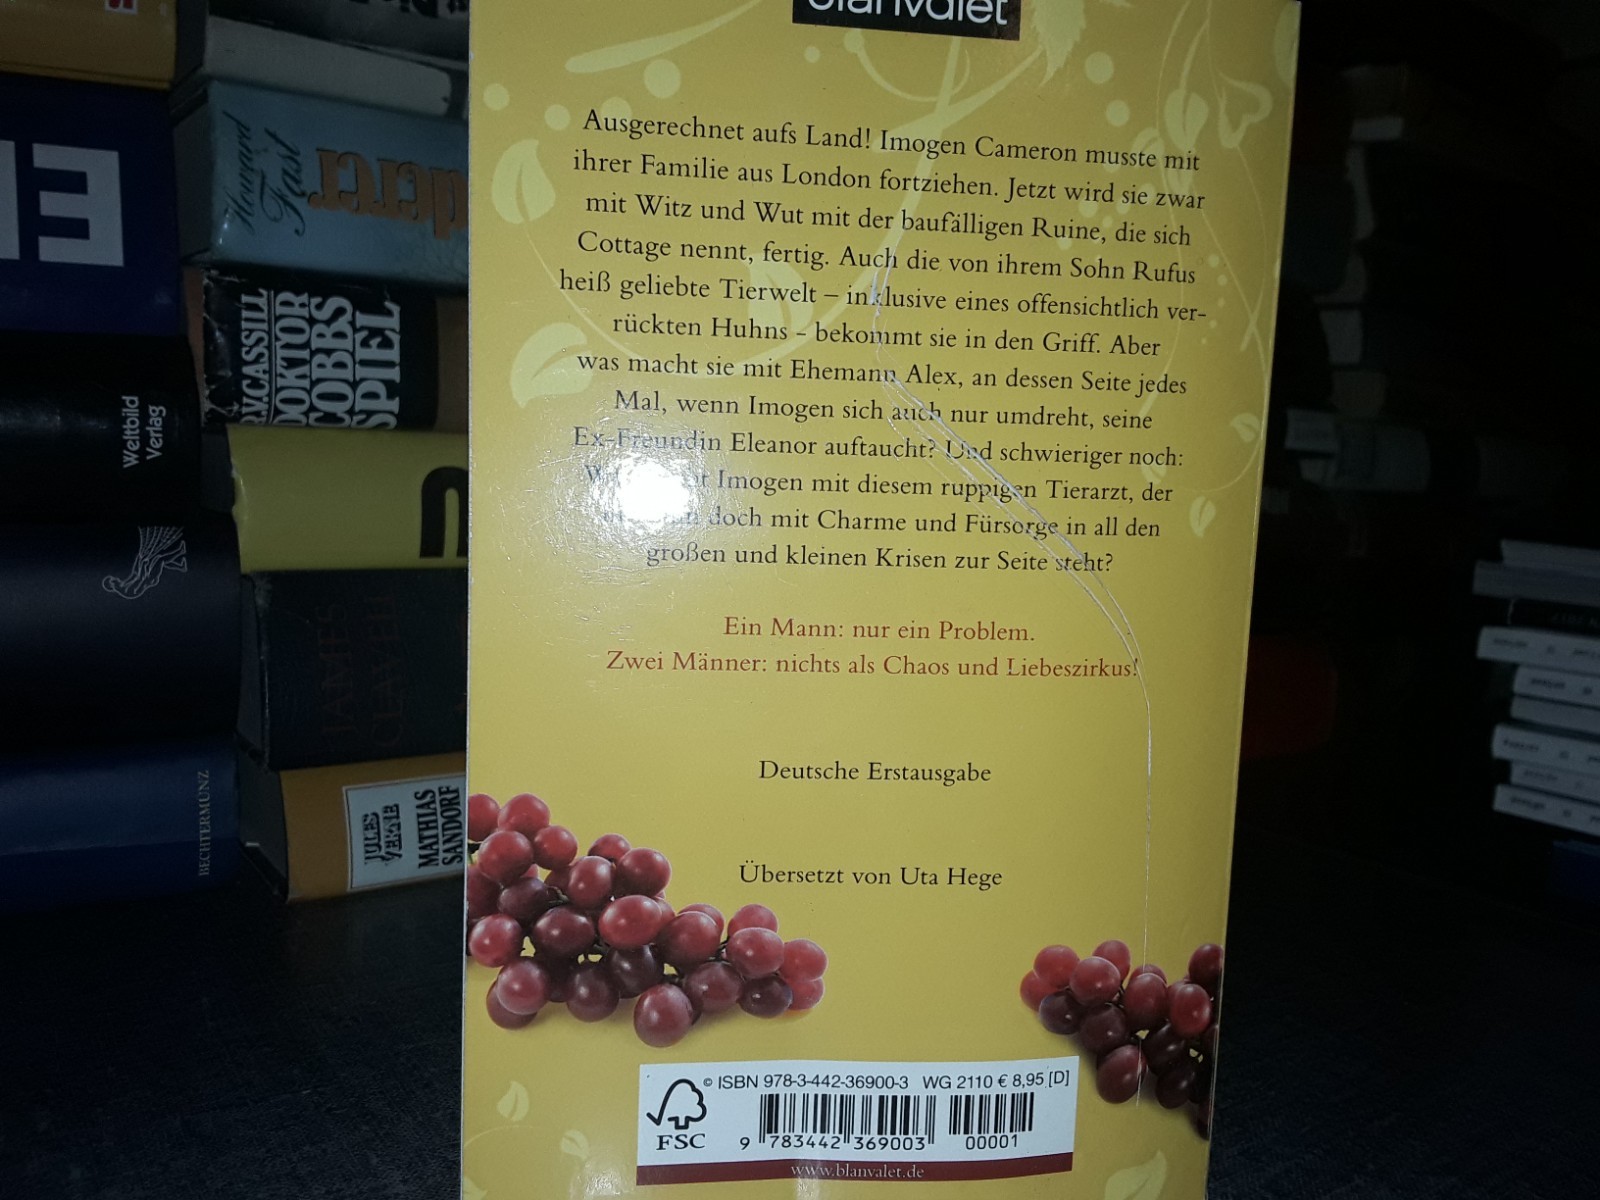 blanvalet
Ausgerechnet aufs Land! Imogen Cameron musste mit
ihrer Familie aus London fortziehen. Jetzt wird sie zwar
mit Witz und Wut mit der baufälligen Ruine, die sich
Cottage nennt, fertig. Auch die von ihrem Sohn Rufus
heiß geliebte Tierwelt – inklusive eines offensichtlich ver-
rückten Huhns - bekommt sie in den Griff. Aber
was macht sie mit Ehemann Alex, an dessen Seite jedes
Mal, wenn Imogen sich auch nur umdreht, seine
Ex-Freundin Eleanor auftaucht? Und schwieriger noch:
Imogen mit diesem ruppigen Tierarzt, der
doch mit Charme und Fürsorge in all den
großen und kleinen Krisen zur Seite steht?
Ein Mann: nur ein Problem.
Zwei Männer: nichts als Chaos und Liebeszirkus!
Deutsche Erstausgabe
Übersetzt von Uta Hege
© ISBN 978-3-442-36900-3 WG 2110 € 8,95 [D]
FSC
9 783442 369003 00001
www.blanvalet.de
Howard
Fast
R.V.CASSILL
DOKTOR
COBBS
SPIEL
Weltbild
Verlag
JAMES
CLAVELL
JULES
VERNE
MATHIAS
SANDORF
BECHTERMÜNZ